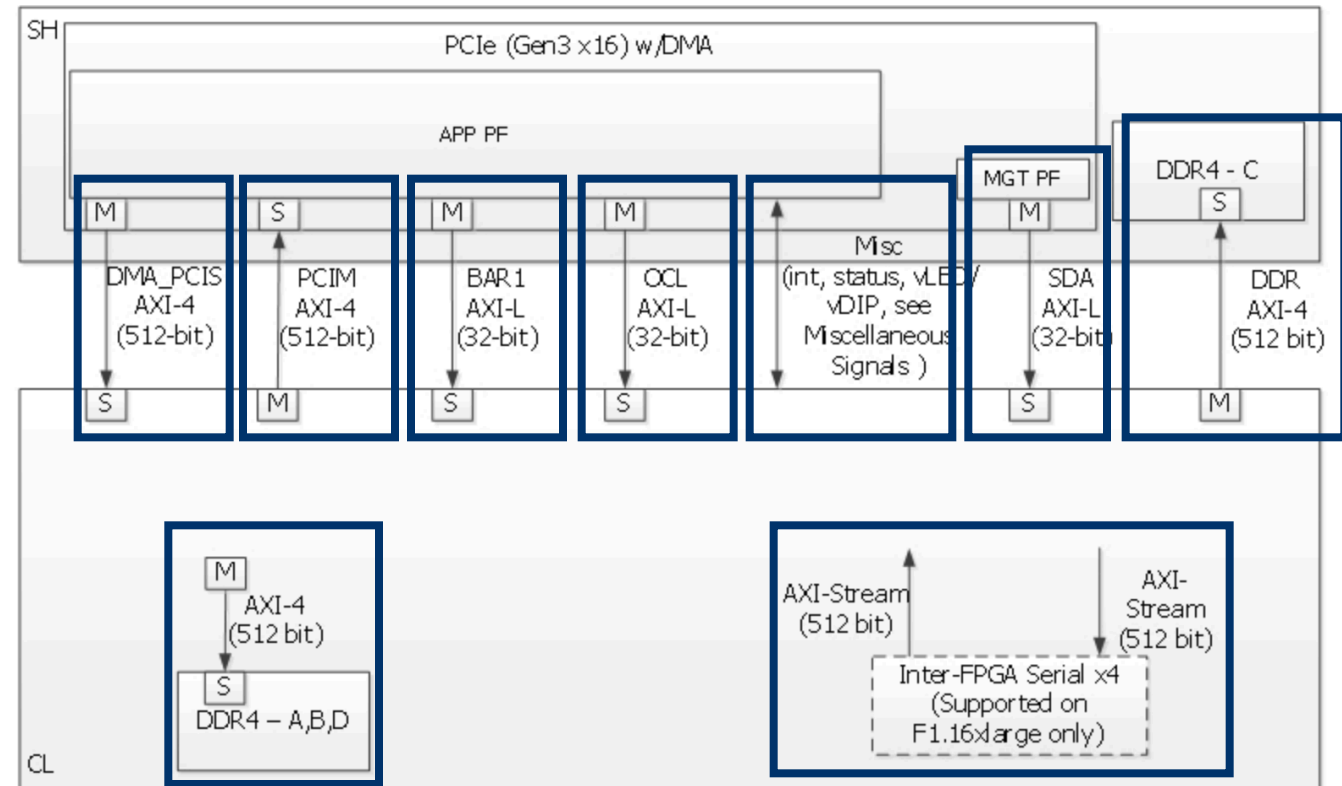 SH
PCIe (Gen3 x16) w/DMA
APP PF
MGT PF
DDR4 - C
M
S
M
M
M
S
Misc
(int, status, vLED/
vDIP, see
Miscellaneous
Signals )
DMA_PCIS
AXI-4
(512-bit)
PCIM
AXI-4
(512-bit)
BAR1
AXI-L
(32-bit)
OCL
AXI-L
(32-bit)
SDA
AXI-L
(32-bit)
DDR
AXI-4
(512 bit)
S
M
S
S
S
M
M
AXI-4
(512 bit)
S
DDR4 – A,B,D
AXI-Stream
(512 bit)
AXI-
Stream
(512 bit)
Inter-FPGA Serial x4
(Supported on
F1.16xlarge only)
CL